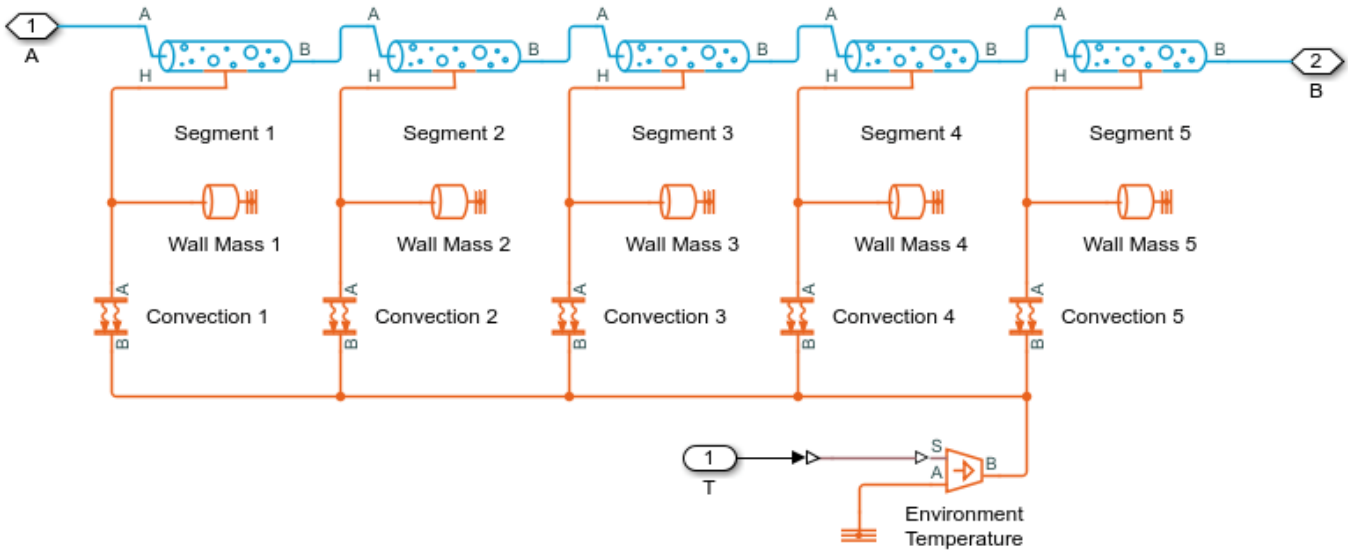 1
A
A
B
H
A
B
H
A
B
H
A
B
H
A
B
H
2
B
Segment 1
Segment 2
Segment 3
Segment 4
Segment 5
Wall Mass 1
Wall Mass 2
Wall Mass 3
Wall Mass 4
Wall Mass 5
A
Convection 1
B
A
Convection 2
B
A
Convection 3
B
A
Convection 4
B
A
Convection 5
B
1
T
S
A
B
Environment
Temperature